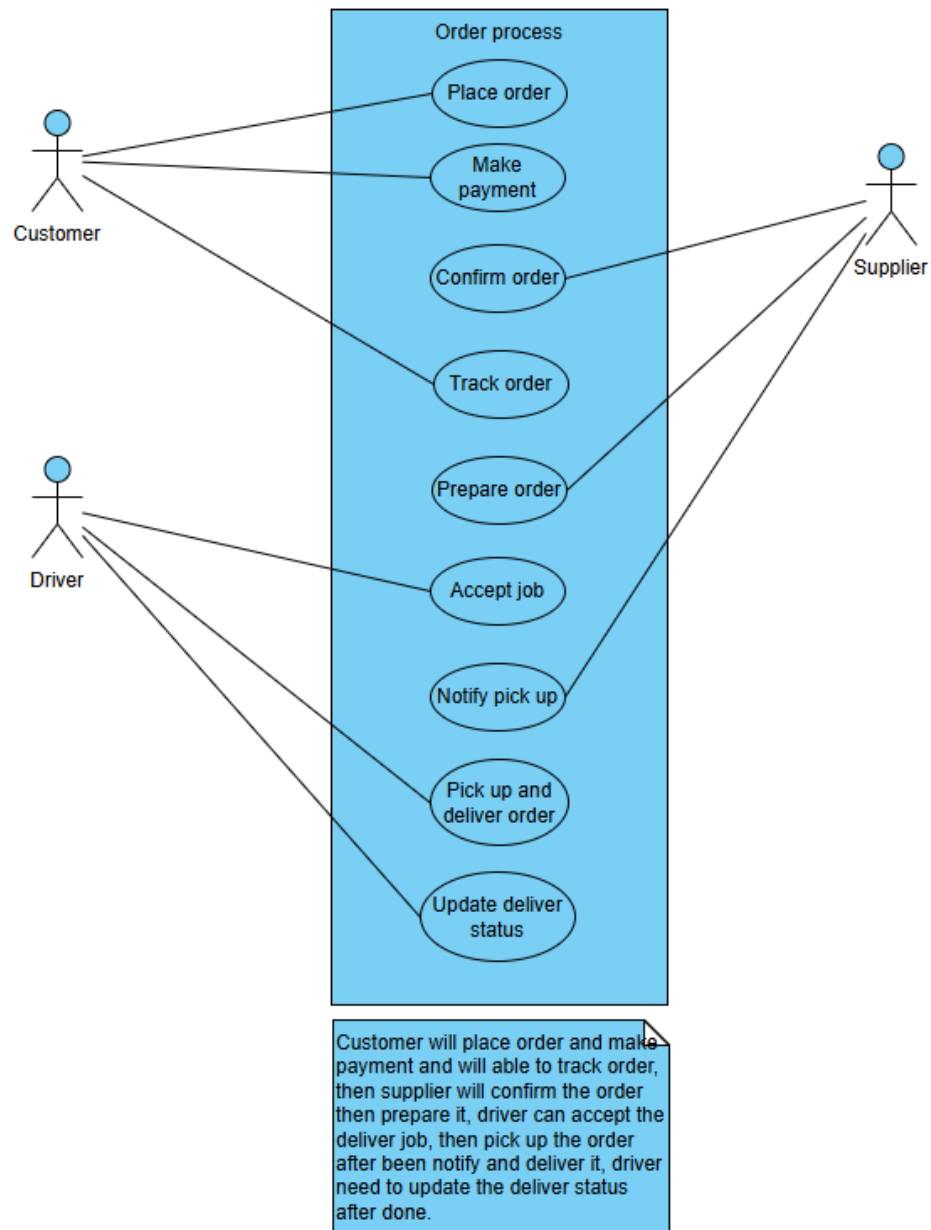 Order process
Place order
Make
payment
Customer
Confirm order
Supplier
Track order
Prepare order
Driver
Accept job
Notify pick up
Pick up and
deliver order
Update deliver
status
Customer will place order and make
payment and will able to track order,
then supplier will confirm the order
then prepare it, driver can accept the
deliver job, then pick up the order
after been notify and deliver it, driver
need to update the deliver status
after done.